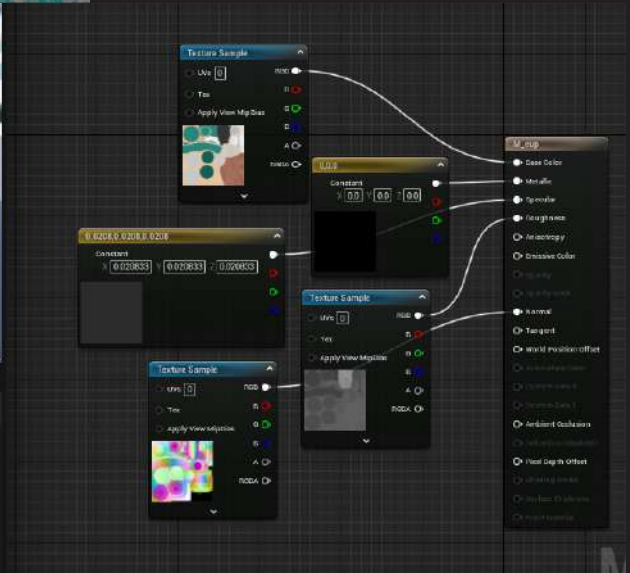 Texture Sample
UVs 0
RGB
Tex
R
Apply View MipBias
G
B
A
RGBA
0,0,0
Constant
X 0.0 Y 0.0 Z 0.0
0.0208,0.0208,0.0208
Constant
X 0.020833 Y 0.020833 Z 0.020833
Texture Sample
UVs 0
RGB
Tex
R
Apply View MipBias
G
B
A
RGBA
Texture Sample
UVs 0
RGB
Tex
R
Apply View MipBias
G
B
A
RGBA
M_cup
Base Color
Metallic
Specular
Roughness
Anisotropy
Emissive Color
Opacity
Opacity Mask
Normal
Tangent
World Position Offset
Ambient Occlusion
Pixel Depth Offset